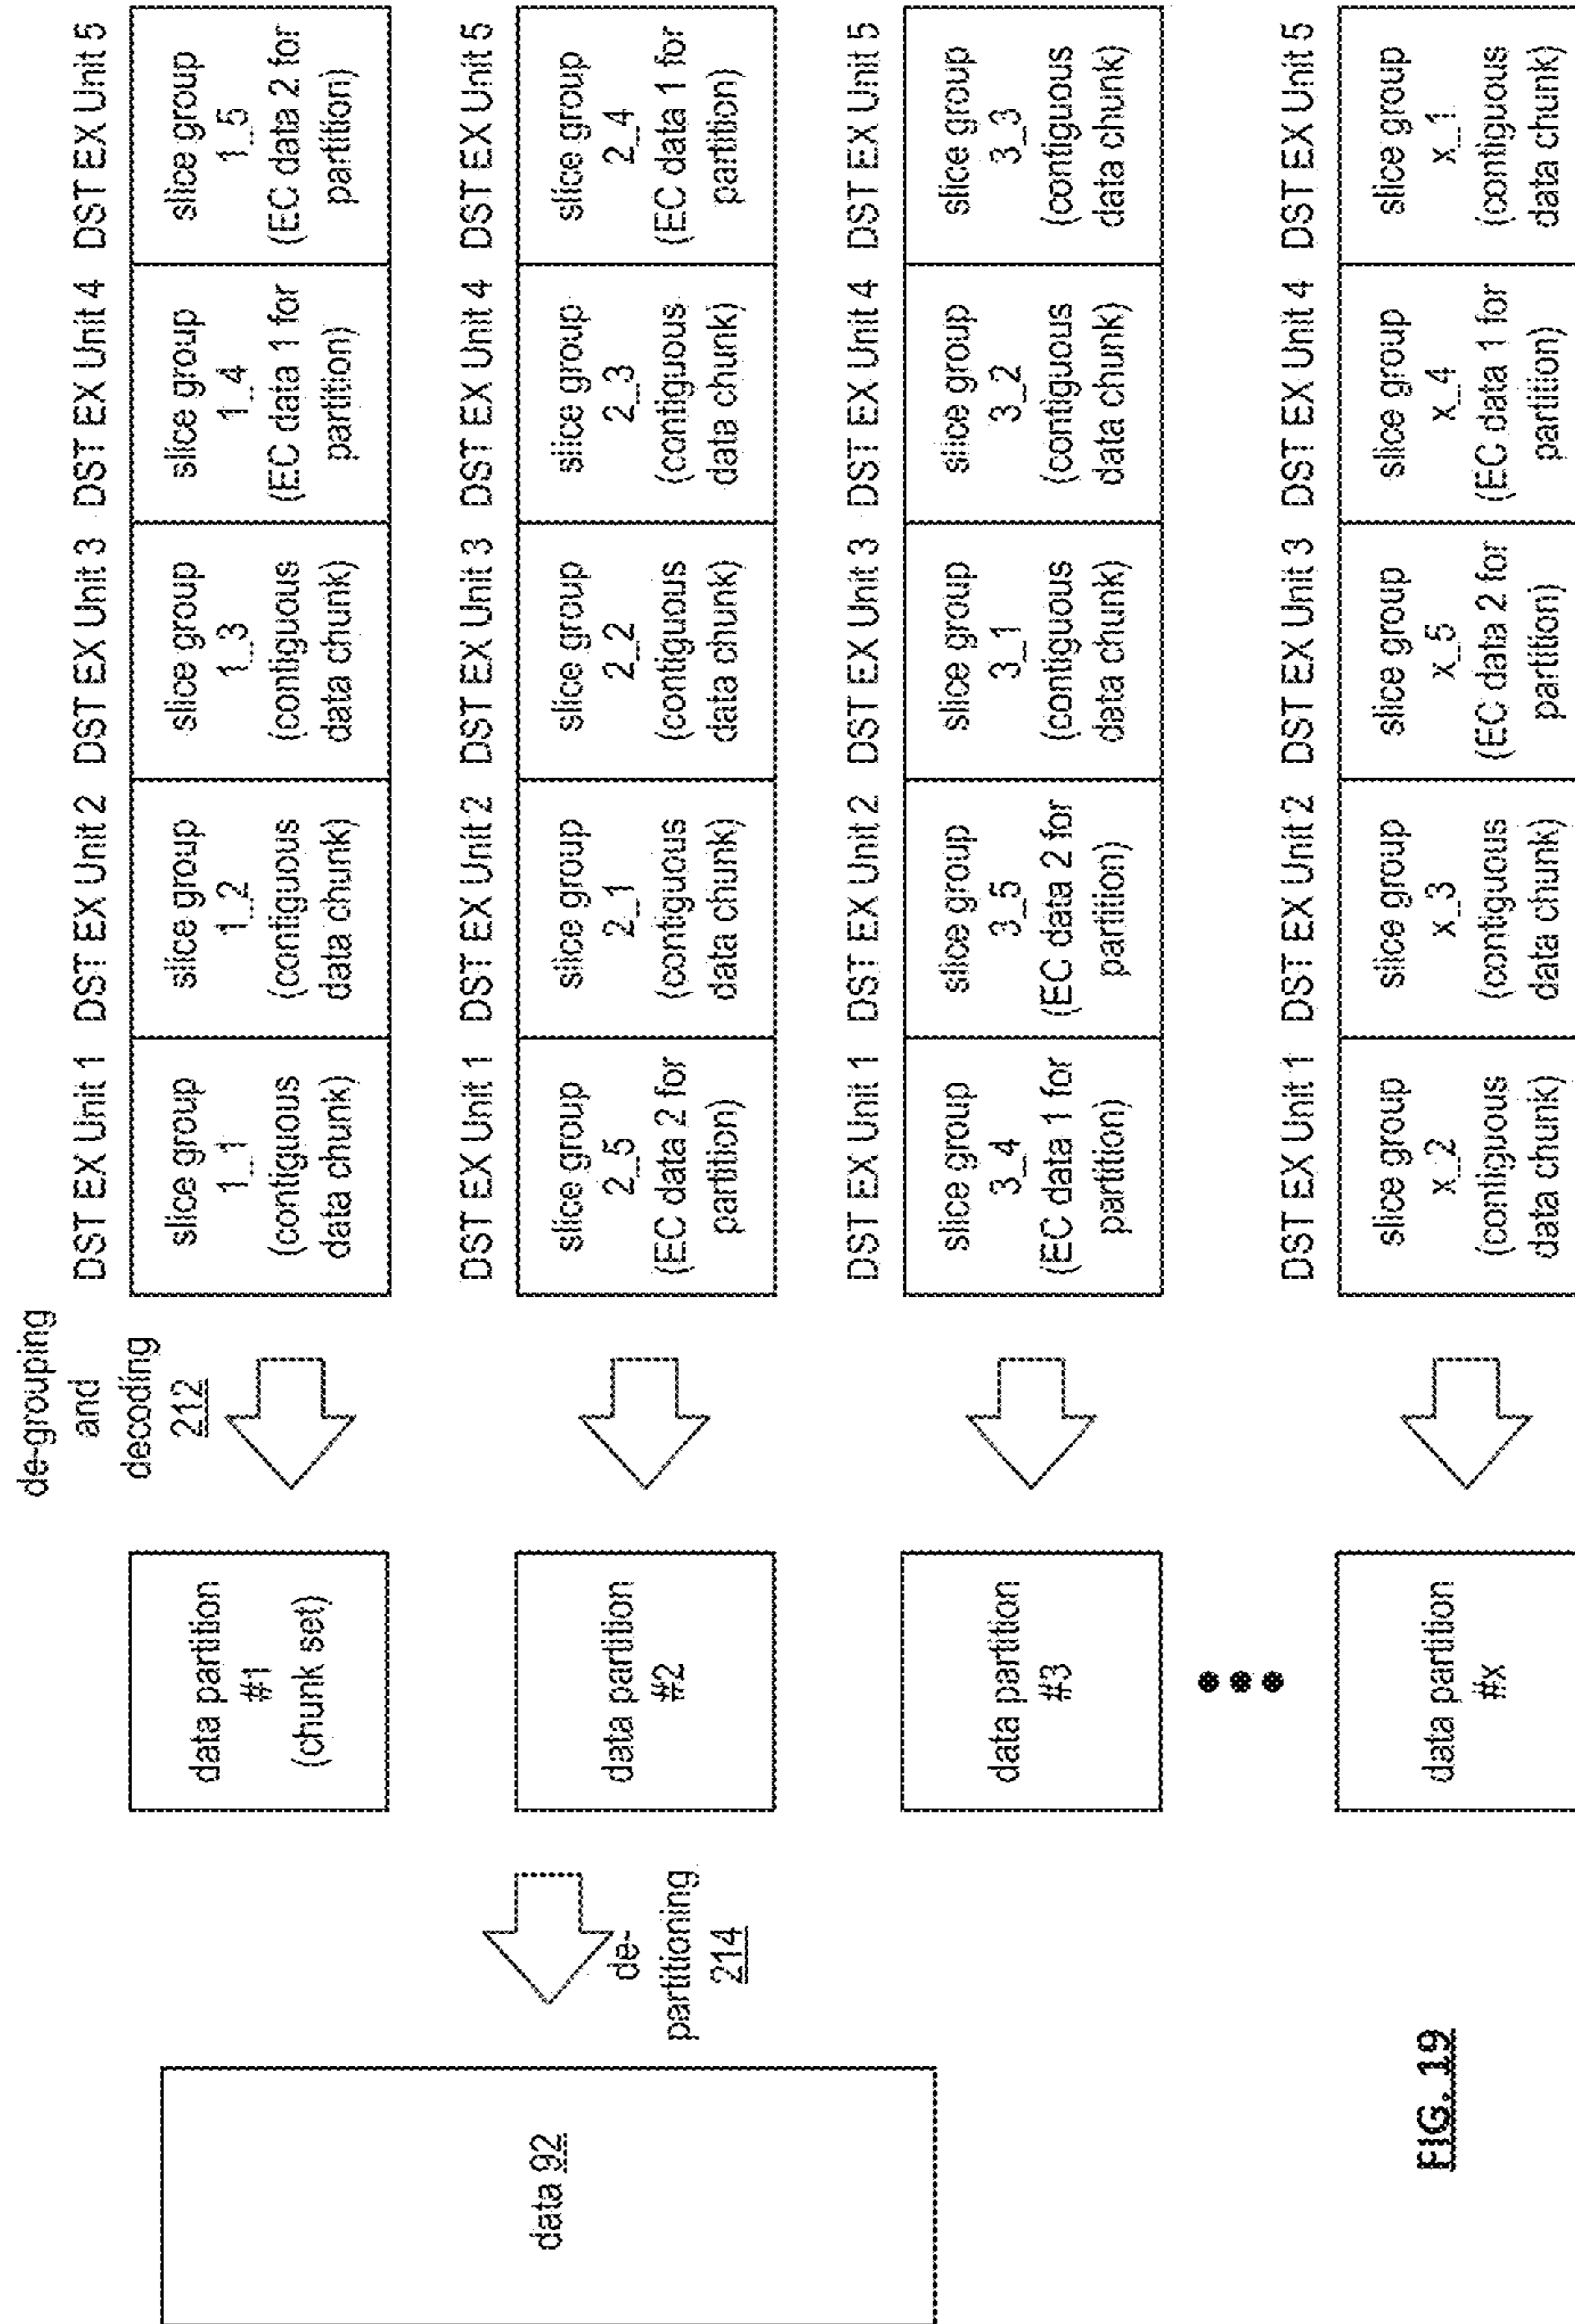 de-grouping
and
decoding
212
DST EX Unit 1 DST EX Unit 2 DST EX Unit 3 DST EX Unit 4 DST EX Unit 5
data partition
#1
(chunk set)
slice group
1_1
(contiguous
data chunk)
slice group
1_2
(contiguous
data chunk)
slice group
1_3
(contiguous
data chunk)
slice group
1_4
(EC data 1 for
partition)
slice group
1_5
(EC data 2 for
partition)
data 92
de-
partitioning
214
DST EX Unit 1 DST EX Unit 2 DST EX Unit 3 DST EX Unit 4 DST EX Unit 5
data partition
#2
slice group
2_5
(EC data 2 for
partition)
slice group
2_1
(contiguous
data chunk)
slice group
2_2
(contiguous
data chunk)
slice group
2_3
(contiguous
data chunk)
slice group
2_4
(EC data 1 for
partition)
DST EX Unit 1 DST EX Unit 2 DST EX Unit 3 DST EX Unit 4 DST EX Unit 5
data partition
#3
slice group
3_4
(EC data 1 for
partition)
slice group
3_5
(EC data 2 for
partition)
slice group
3_1
(contiguous
data chunk)
slice group
3_2
(contiguous
data chunk)
slice group
3_3
(contiguous
data chunk)
DST EX Unit 1 DST EX Unit 2 DST EX Unit 3 DST EX Unit 4 DST EX Unit 5
data partition
#x
slice group
x_2
(contiguous
data chunk)
slice group
x_3
(contiguous
data chunk)
slice group
x_5
(EC data 2 for
partition)
slice group
x_4
(EC data 1 for
partition)
slice group
x_1
(contiguous
data chunk)
FIG. 19